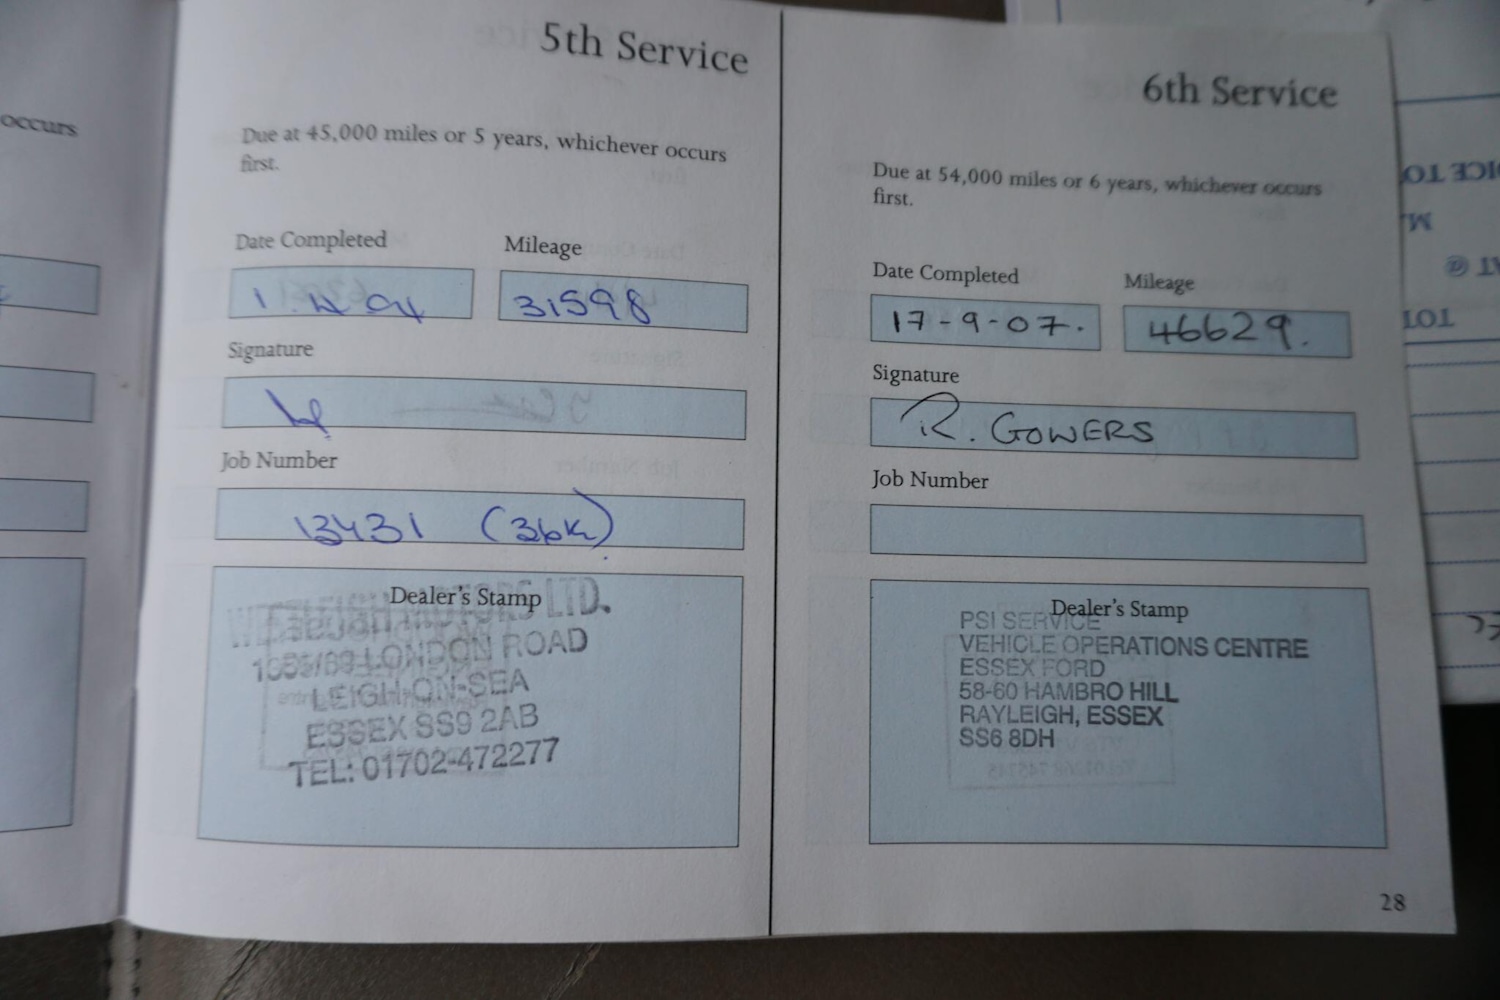 occurs
5th Service
Due at 45,000 miles or 5 years, whichever occurs
first.
Date Completed
Mileage
31598
Signature
Job Number
13431 (36K)
Dealer's Stamp
MOTORS LTD.
LONDON ROAD
LEIGH-ON-SEA
ESSEX SS9 2AB
TEL: 01702-472277
6th Service
Due at 54,000 miles or 6 years, whichever occurs
first.
Date Completed
Mileage
17-9-07.
46629.
Signature
R. GOWERS
Job Number
Dealer's Stamp
PSI SERVICE
VEHICLE OPERATIONS CENTRE
ESSEX FORD
58-60 HAMBRO HILL
RAYLEIGH, ESSEX
SS6 8DH
28